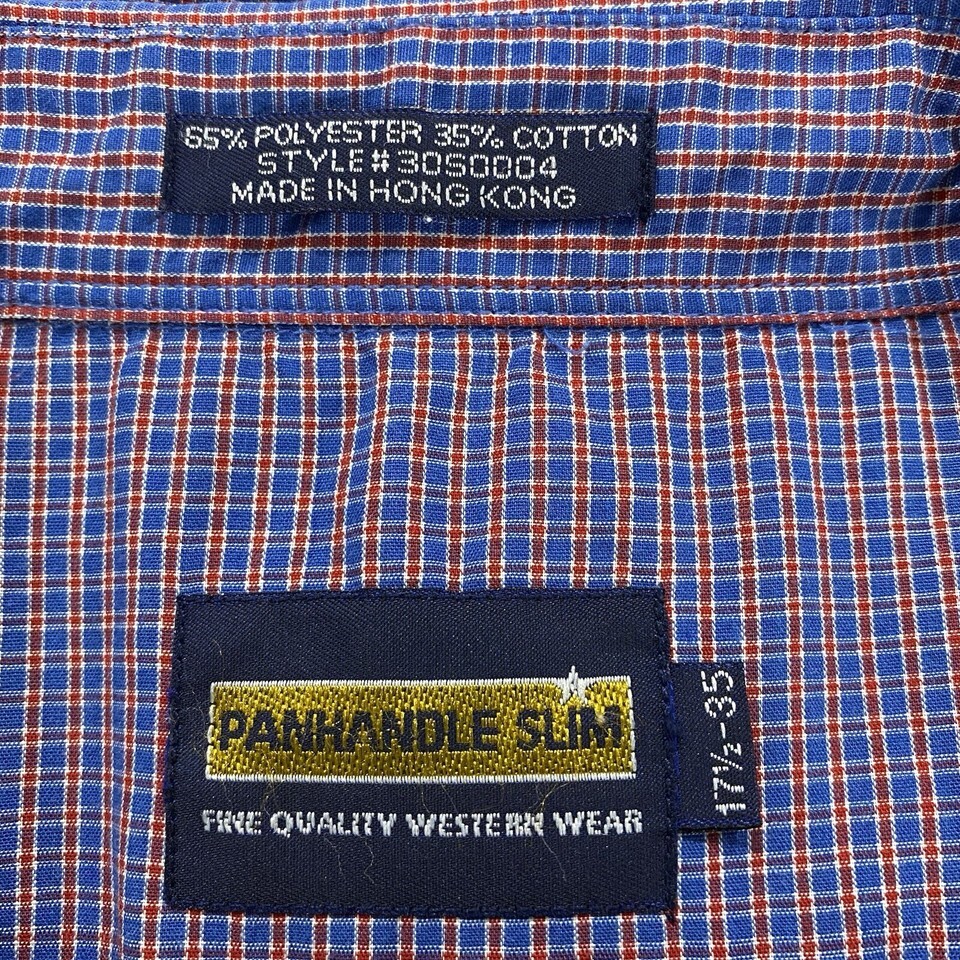 65% POLYESTER 35% COTTON
STYLE# 30S0004
MADE IN HONG KONG
PANHANDLE SLIM
FINE QUALITY WESTERN WEAR
17½-35